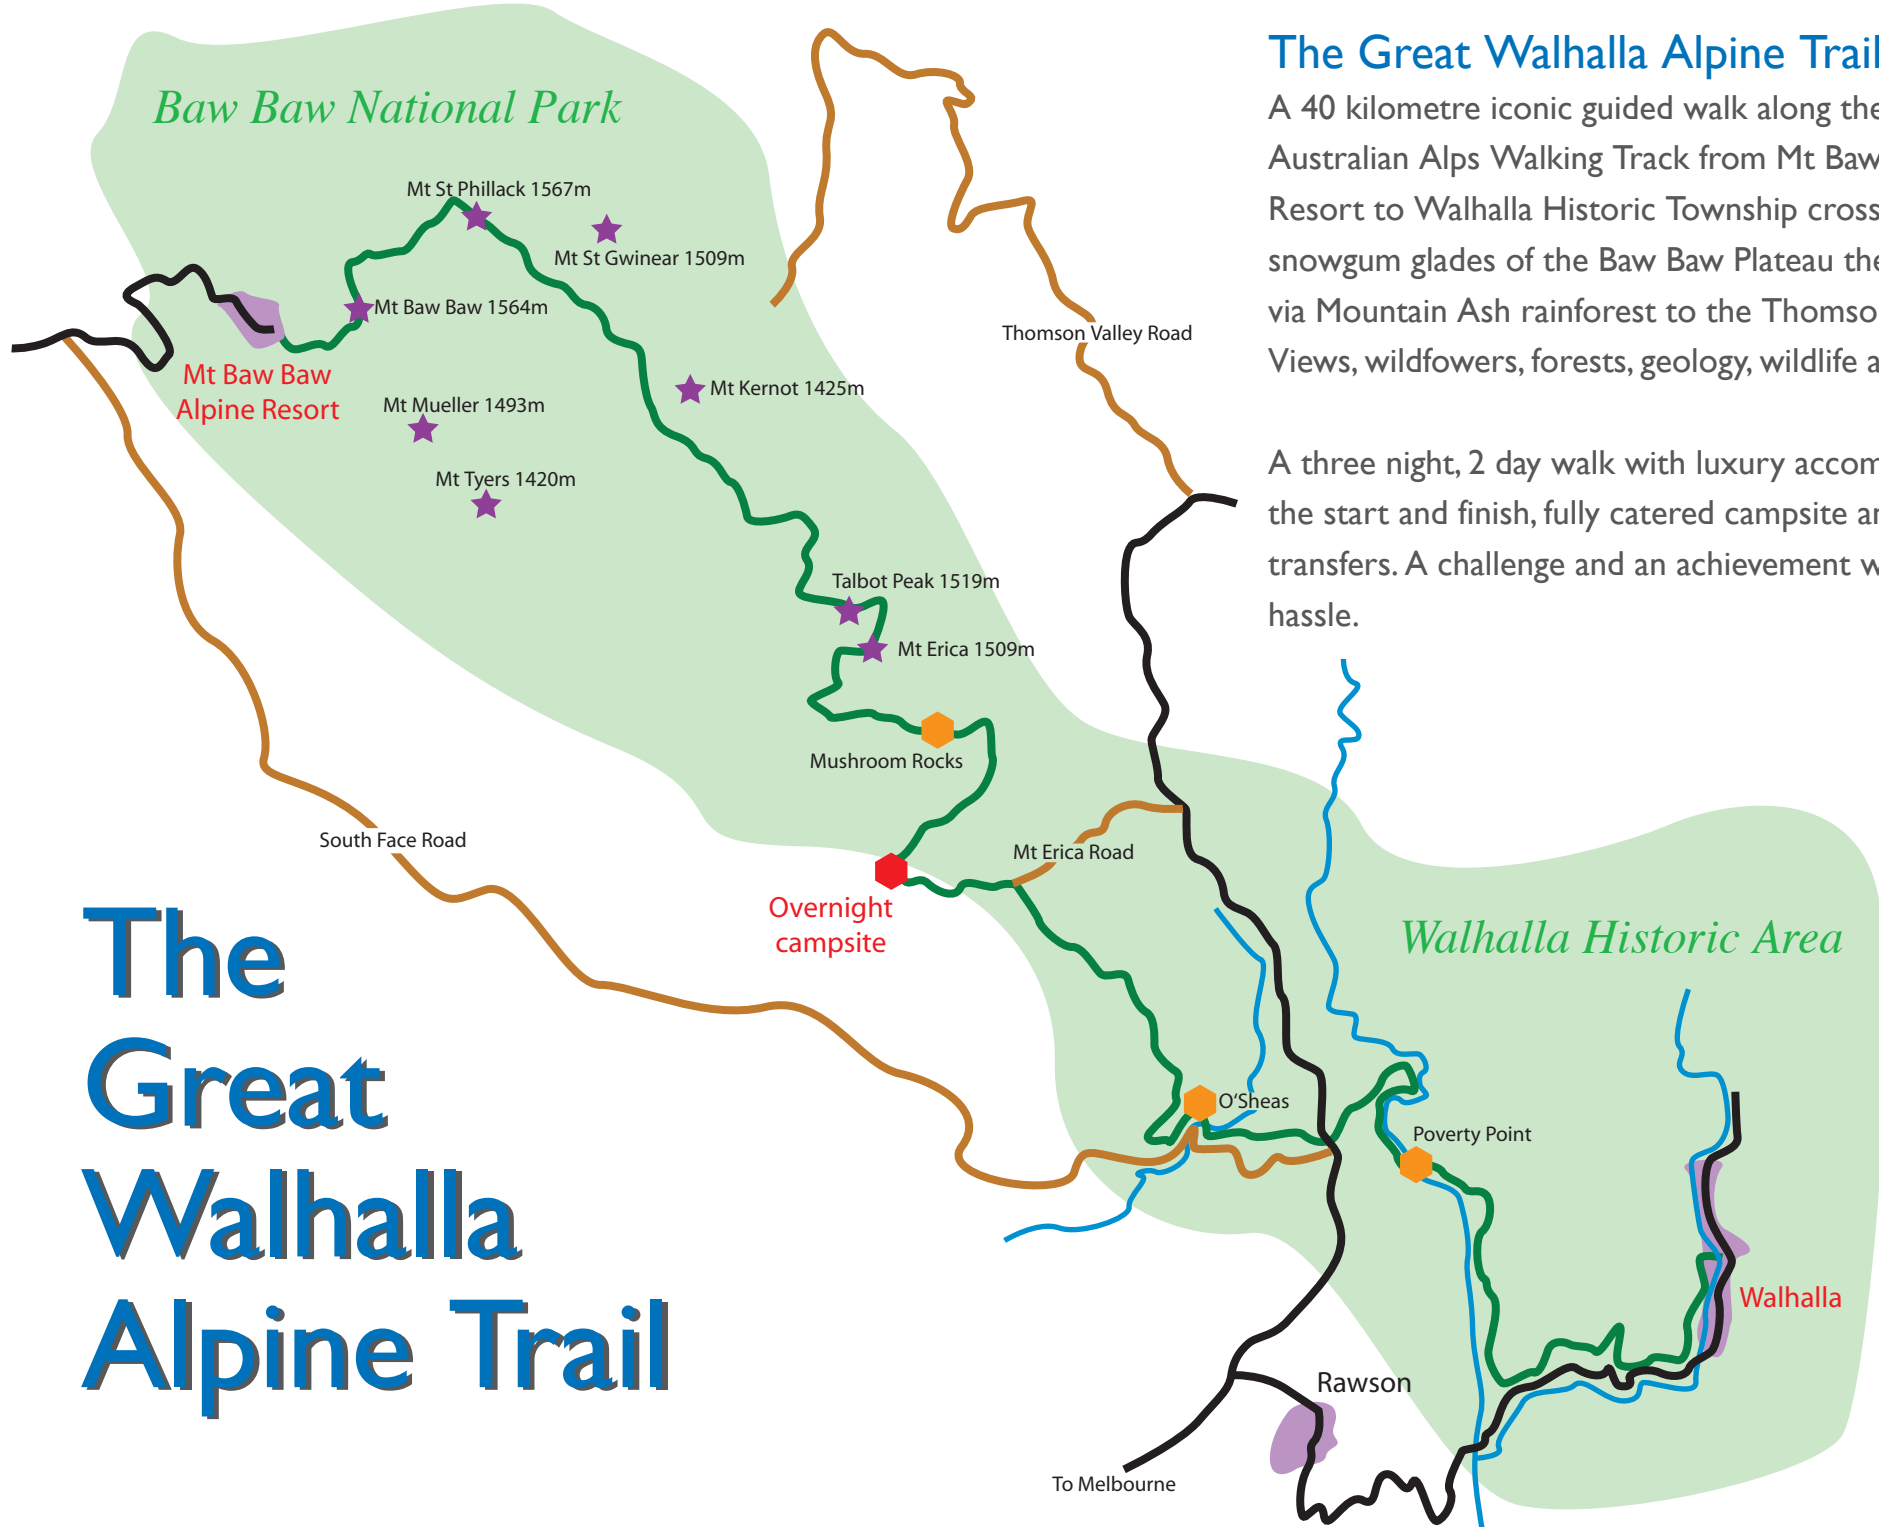 The Great Walhalla Alpine Trail
A 40 kilometre iconic guided walk along the
Australian Alps Walking Track from Mt Baw
Resort to Walhalla Historic Township cross
snowgum glades of the Baw Baw Plateau the
via Mountain Ash rainforest to the Thomso
Views, wildfowers, forests, geology, wildlife a
A three night, 2 day walk with luxury accom
the start and finish, fully catered campsite a
transfers. A challenge and an achievement w
hassle.
Baw Baw National Park
Mt St Phillack 1567m
Mt St Gwinear 1509m
Mt Baw Baw 1564m
Thomson Valley Road
Mt Baw Baw
Alpine Resort
Mt Kernot 1425m
Mt Mueller 1493m
Mt Tyers 1420m
Talbot Peak 1519m
Mt Erica 1509m
Mushroom Rocks
South Face Road
Mt Erica Road
Overnight
campsite
Walhalla Historic Area
O'Sheas
Poverty Point
Walhalla
Rawson
To Melbourne
The
Great
Walhalla
Alpine Trail